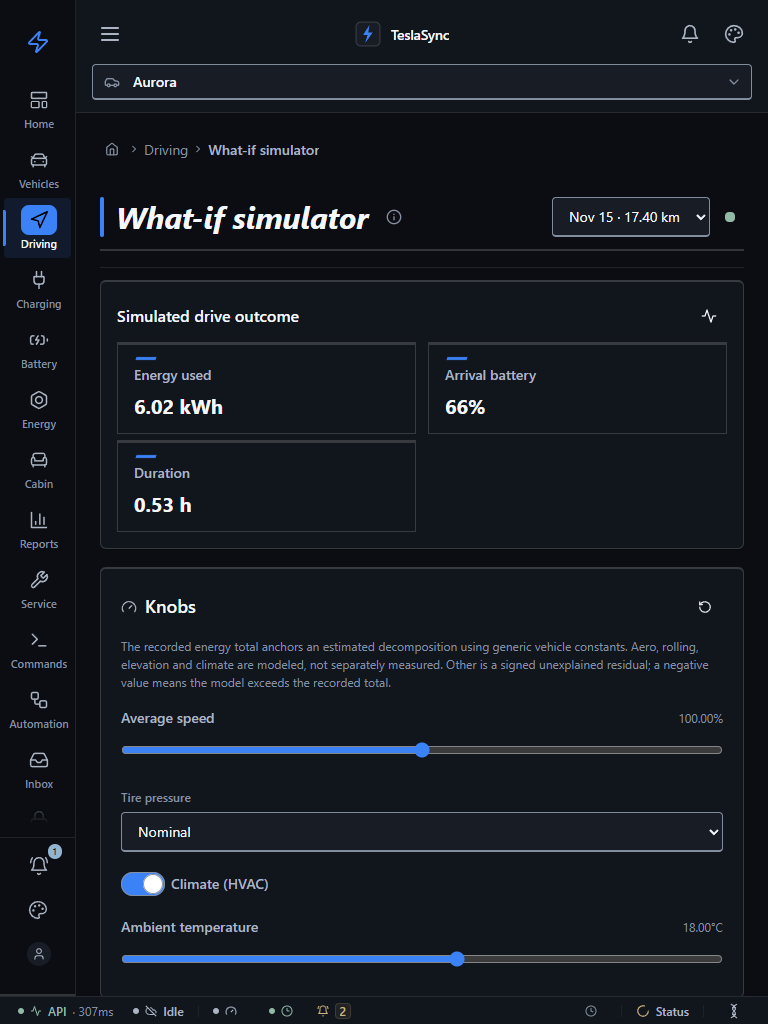 TeslaSync
Aurora
Home
Vehicles
Driving
Charging
Battery
Energy
Cabin
Reports
Service
Commands
Automation
Inbox
1
Driving
What-if simulator
What-if simulator
Nov 15 · 17.40 km
Simulated drive outcome
Energy used
6.02 kWh
Arrival battery
66%
Duration
0.53 h
Knobs
The recorded energy total anchors an estimated decomposition using generic vehicle constants. Aero, rolling,
elevation and climate are modeled, not separately measured. Other is a signed unexplained residual; a negative
value means the model exceeds the recorded total.
Average speed
100.00%
Tire pressure
Nominal
Climate (HVAC)
Ambient temperature
18.00°C
API · 307ms
Idle
2
Status